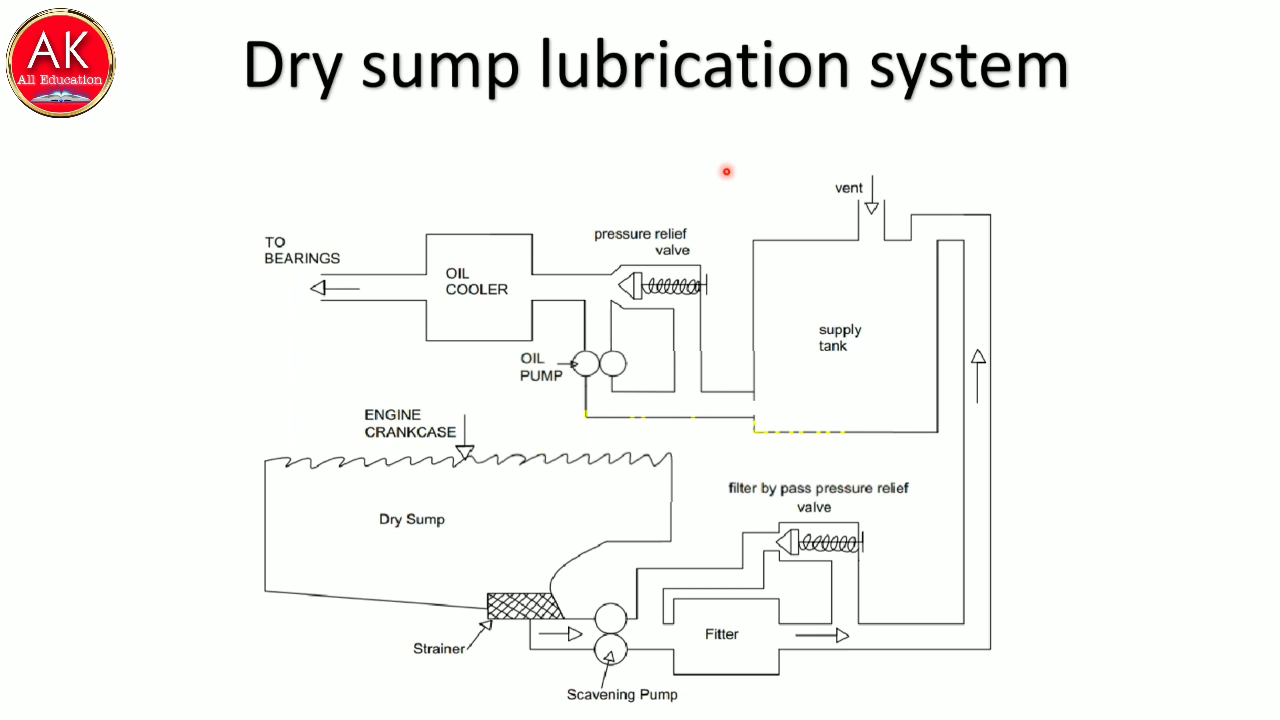 AK
All Education
Dry sump lubrication system
vent
pressure relief
valve
TO
BEARINGS
OIL
COOLER
supply
tank
OIL
PUMP
ENGINE
CRANKCASE
filter by pass pressure relief
valve
Dry Sump
Fitter
Strainer
Scavening Pump